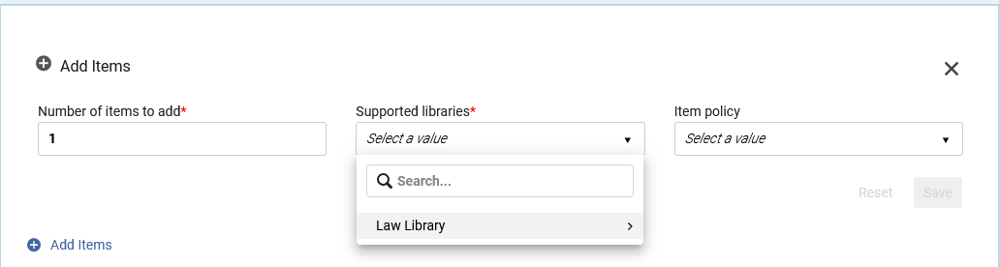 Add Items
Number of items to add* Supported libraries* Item policy
1 Select a value Select a value
Search...
Reset Save
Law Library
Add Items